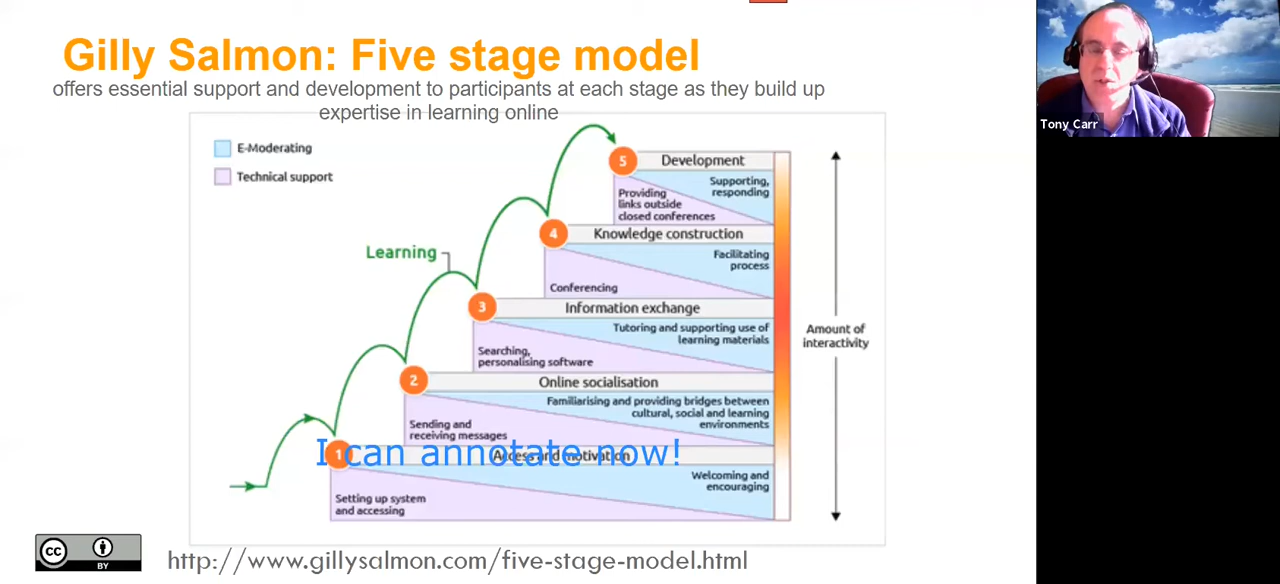 Gilly Salmon: Five stage model
offers essential support and development to participants at each stage as they build up
expertise in learning online
E-Moderating
Technical support
Learning
5
Development
Supporting,
responding
Providing
links outside
closed conferences
4
Knowledge construction
Facilitating
process
Conferencing
3
Information exchange
Tutoring and supporting use of
learning materials
Searching,
personalising software
2
Online socialisation
Familiarising and providing bridges between
cultural, social and learning
environments
Sending and
receiving messages
1
Access and motivation
I can annotate now!
Welcoming and
encouraging
Setting up system
and accessing
Amount of
interactivity
cc
BY
http://www.gillysalmon.com/five-stage-model.html
Tony Carr